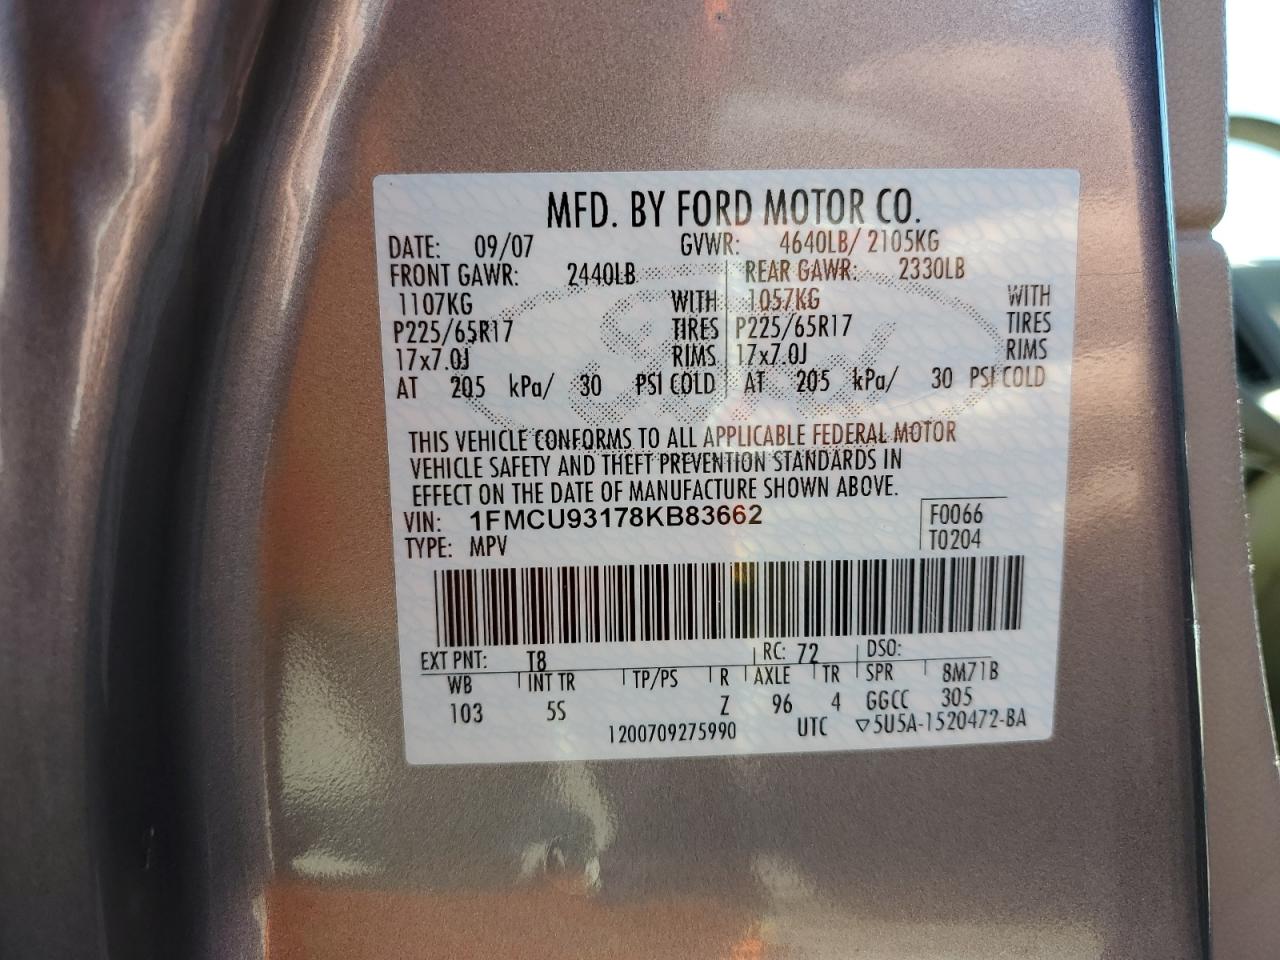 MFD. BY FORD MOTOR CO.
DATE: 09/07 GVWR: 4640LB/ 2105KG
FRONT GAWR: 2440LB REAR GAWR: 2330LB
1107KG WITH 1057KG WITH
P225/65R17 TIRES P225/65R17 TIRES
17x7.0J RIMS 17x7.0J RIMS
AT 205 kPa/ 30 PSI COLD AT 205 kPa/ 30 PSI COLD
THIS VEHICLE CONFORMS TO ALL APPLICABLE FEDERAL MOTOR
VEHICLE SAFETY AND THEFT PREVENTION STANDARDS IN
EFFECT ON THE DATE OF MANUFACTURE SHOWN ABOVE.
VIN: 1FMCU93178KB83662 F0066
TYPE: MPV T0204
EXT PNT: T8 RC: 72 DSO:
WB INT TR TP/PS R AXLE TR SPR 8M71B
103 5S Z 96 4 GGCC 305
1200709275990 UTC ▽5U5A-1520472-BA